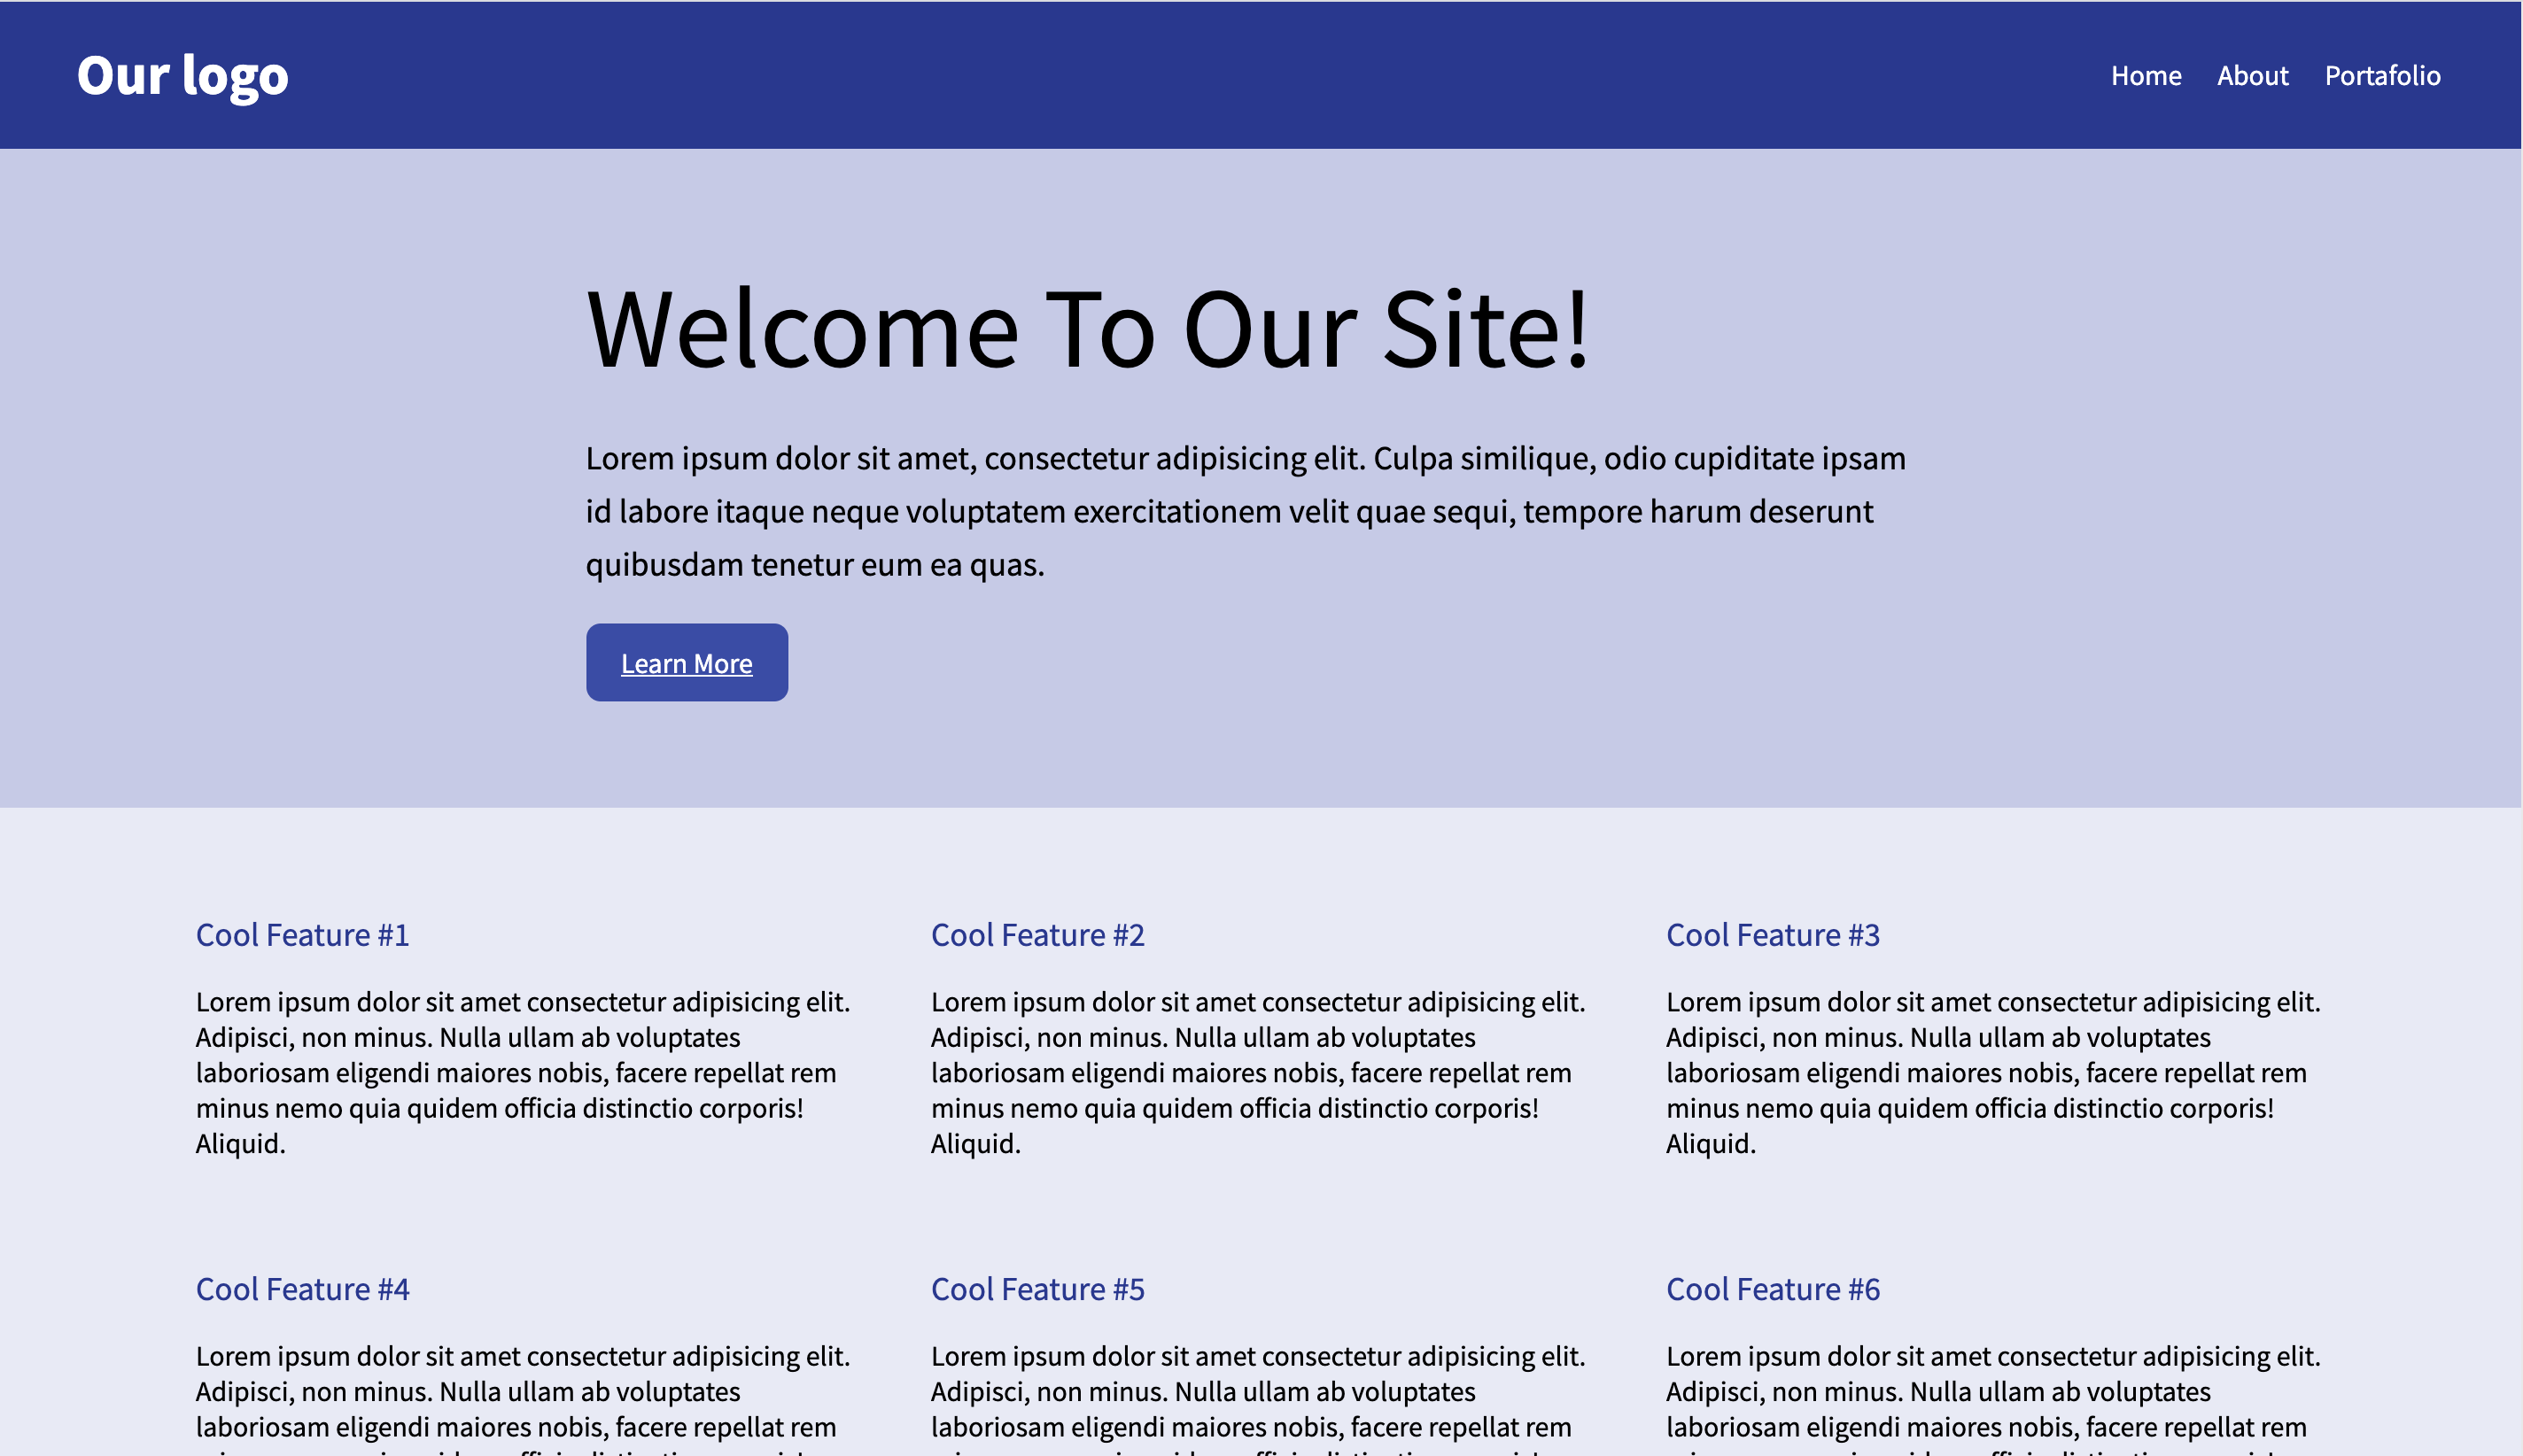 Our logo
Home About Portafolio
Welcome To Our Site!
Lorem ipsum dolor sit amet, consectetur adipisicing elit. Culpa similique, odio cupiditate ipsam
id labore itaque neque voluptatem exercitationem velit quae sequi, tempore harum deserunt
quibusdam tenetur eum ea quas.
Learn More
Cool Feature #1
Lorem ipsum dolor sit amet consectetur adipisicing elit.
Adipisci, non minus. Nulla ullam ab voluptates
laboriosam eligendi maiores nobis, facere repellat rem
minus nemo quia quidem officia distinctio corporis!
Aliquid.
Cool Feature #2
Lorem ipsum dolor sit amet consectetur adipisicing elit.
Adipisci, non minus. Nulla ullam ab voluptates
laboriosam eligendi maiores nobis, facere repellat rem
minus nemo quia quidem officia distinctio corporis!
Aliquid.
Cool Feature #3
Lorem ipsum dolor sit amet consectetur adipisicing elit.
Adipisci, non minus. Nulla ullam ab voluptates
laboriosam eligendi maiores nobis, facere repellat rem
minus nemo quia quidem officia distinctio corporis!
Aliquid.
Cool Feature #4
Lorem ipsum dolor sit amet consectetur adipisicing elit.
Adipisci, non minus. Nulla ullam ab voluptates
laboriosam eligendi maiores nobis, facere repellat rem
Cool Feature #5
Lorem ipsum dolor sit amet consectetur adipisicing elit.
Adipisci, non minus. Nulla ullam ab voluptates
laboriosam eligendi maiores nobis, facere repellat rem
Cool Feature #6
Lorem ipsum dolor sit amet consectetur adipisicing elit.
Adipisci, non minus. Nulla ullam ab voluptates
laboriosam eligendi maiores nobis, facere repellat rem